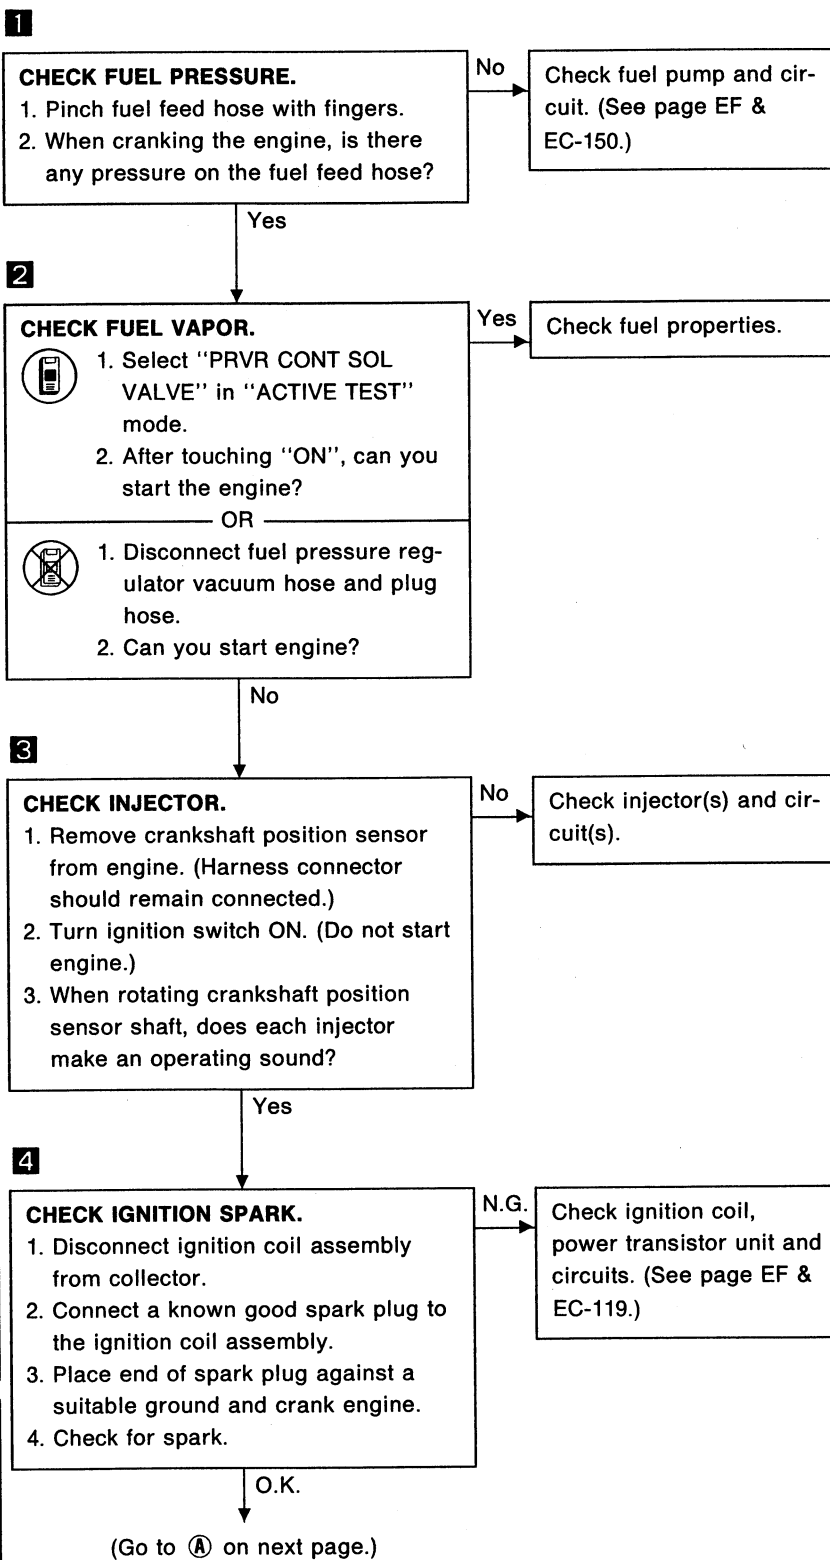 1
CHECK FUEL PRESSURE.
1. Pinch fuel feed hose with fingers.
2. When cranking the engine, is there
any pressure on the fuel feed hose?
No
Check fuel pump and cir-
cuit. (See page EF &
EC-150.)
Yes
2
CHECK FUEL VAPOR.
1. Select "PRVR CONT SOL
VALVE" in "ACTIVE TEST"
mode.
2. After touching "ON", can you
start the engine?
OR
1. Disconnect fuel pressure reg-
ulator vacuum hose and plug
hose.
2. Can you start engine?
Yes
Check fuel properties.
No
3
CHECK INJECTOR.
1. Remove crankshaft position sensor
from engine. (Harness connector
should remain connected.)
2. Turn ignition switch ON. (Do not start
engine.)
3. When rotating crankshaft position
sensor shaft, does each injector
make an operating sound?
No
Check injector(s) and cir-
cuit(s).
Yes
4
CHECK IGNITION SPARK.
1. Disconnect ignition coil assembly
from collector.
2. Connect a known good spark plug to
the ignition coil assembly.
3. Place end of spark plug against a
suitable ground and crank engine.
4. Check for spark.
N.G.
Check ignition coil,
power transistor unit and
circuits. (See page EF &
EC-119.)
O.K.
(Go to Ⓐ on next page.)